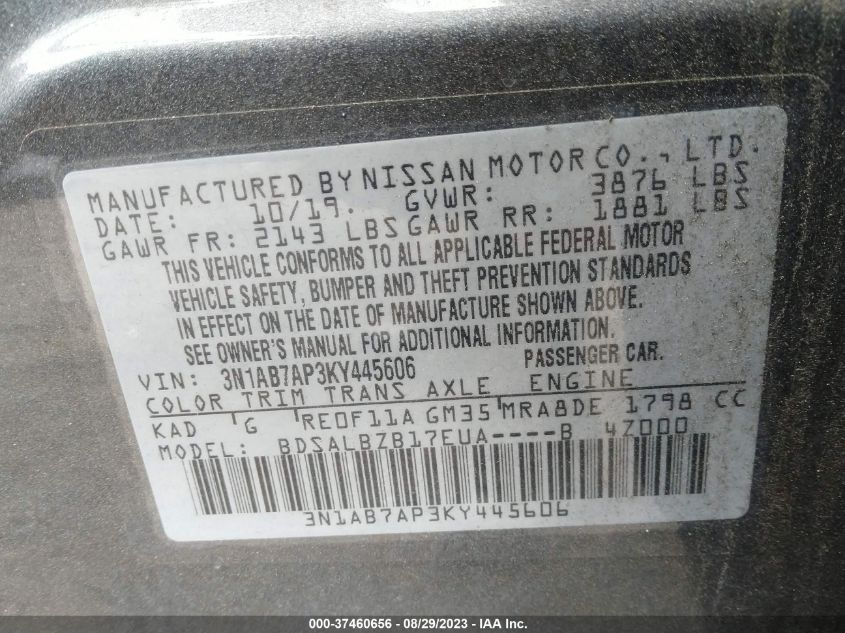 MANUFACTURED BY NISSAN MOTOR CO., LTD.
DATE: 10/19. GVWR: 3876 LBS
GAWR FR: 2143 LBS GAWR RR: 1881 LBS
THIS VEHICLE CONFORMS TO ALL APPLICABLE FEDERAL MOTOR
VEHICLE SAFETY, BUMPER AND THEFT PREVENTION STANDARDS
IN EFFECT ON THE DATE OF MANUFACTURE SHOWN ABOVE.
SEE OWNER'S MANUAL FOR ADDITIONAL INFORMATION.
VIN: 3N1AB7AP3KY445606 PASSENGER CAR.
COLOR TRIM TRANS AXLE ENGINE
KAD G RE0F11A GM35 MRA8DE 1798 CC
MODEL: BDSALBZB17EUA----B 4Z000
3N1AB7AP3KY445606
000-37460656 - 08/29/2023 - © IAA Inc.